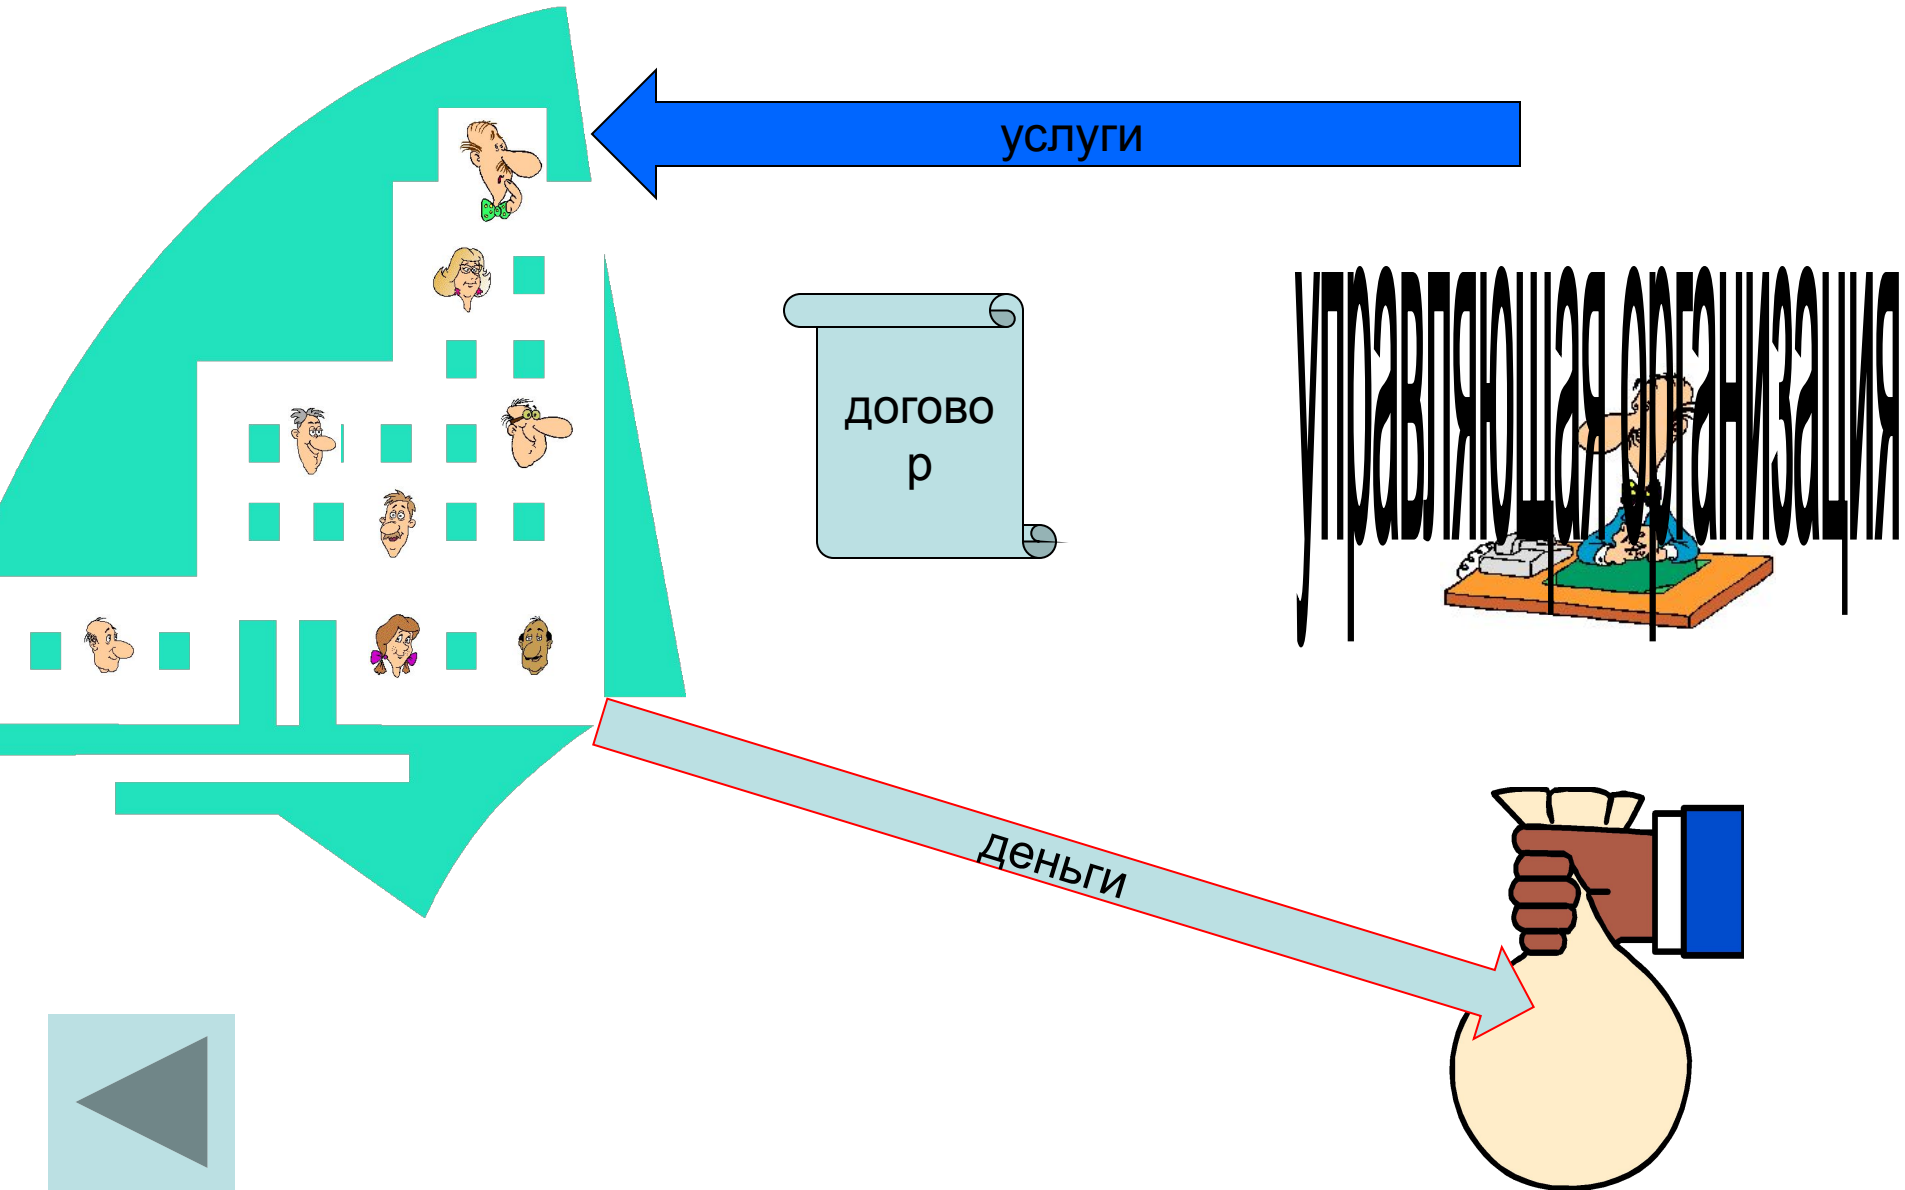 услуги
управляющая организация
догово
р
деньги